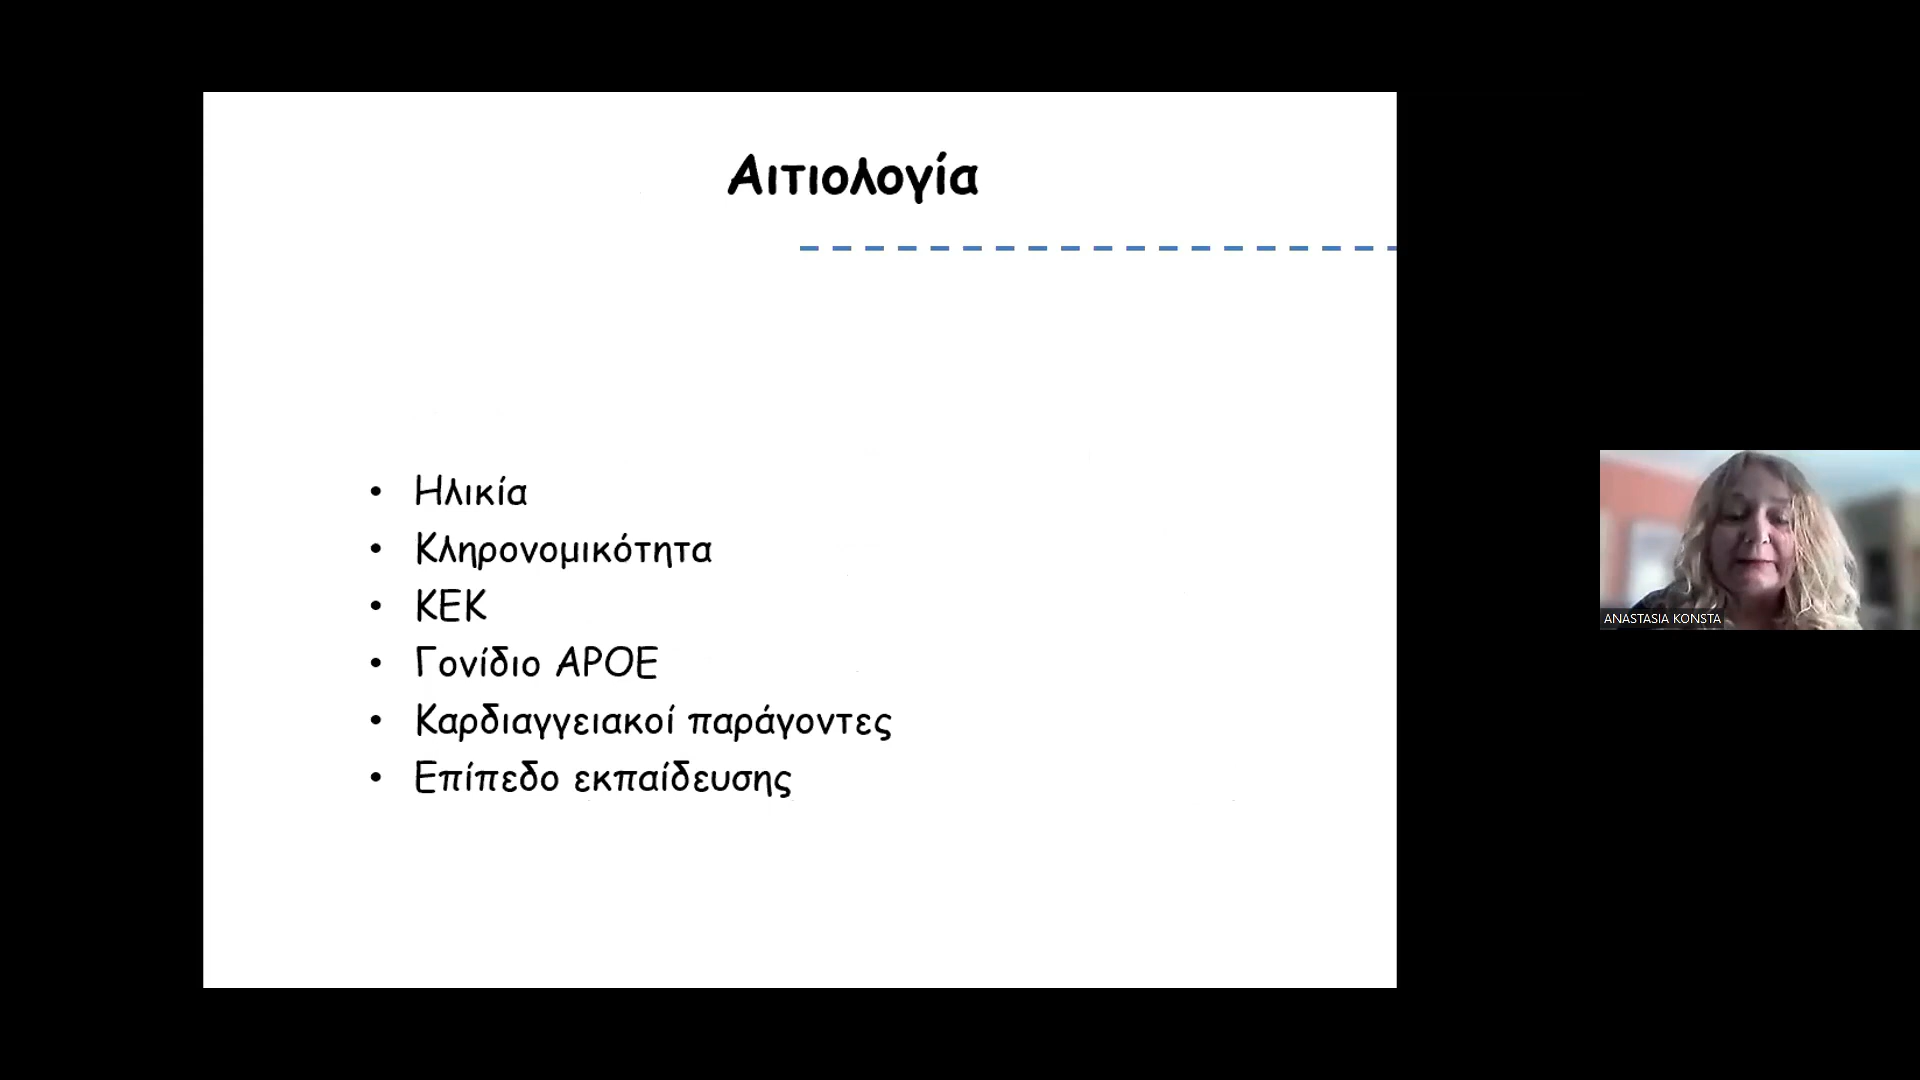 Αιτιολογία
• Ηλικία
• Κληρονομικότητα
• ΚΕΚ
• Γονίδιο APOE
• Καρδιαγγειακοί παράγοντες
• Επίπεδο εκπαίδευσης
ANASTASIA KONSTA